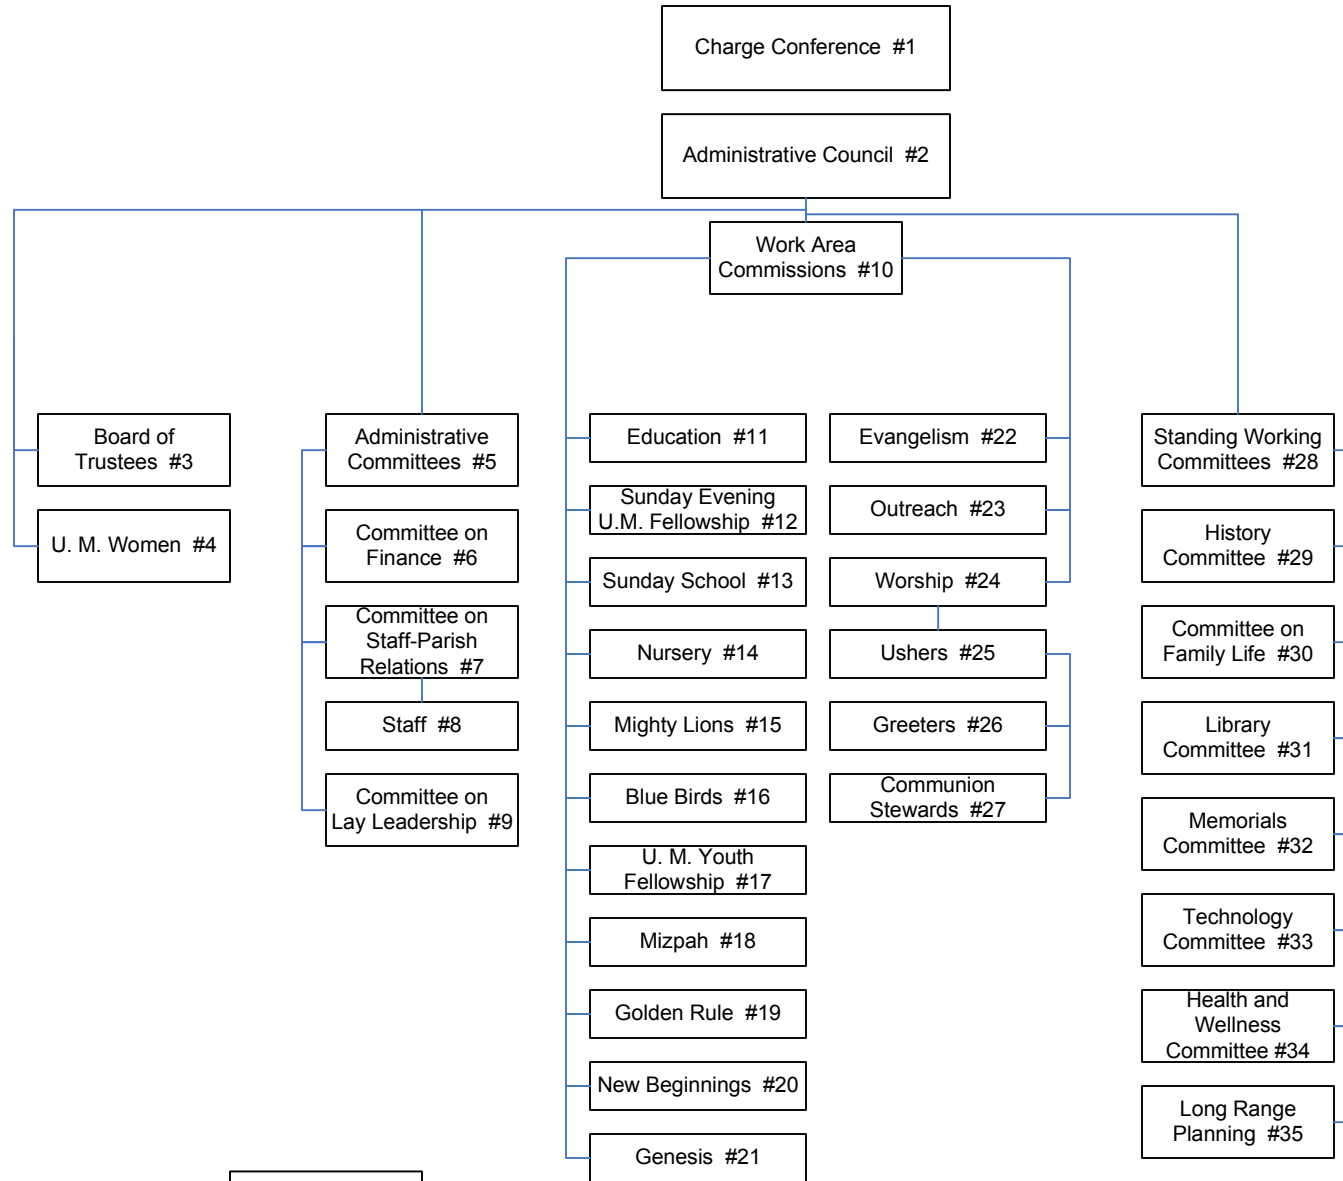 Charge Conference #1
Administrative Council #2
Work Area
Commissions #10
Board of
Trustees #3
U. M. Women #4
Administrative
Committees #5
Committee on
Finance #6
Committee on
Staff-Parish
Relations #7
Staff #8
Committee on
Lay Leadership #9
Education #11
Sunday Evening
U.M. Fellowship #12
Sunday School #13
Nursery #14
Mighty Lions #15
Blue Birds #16
U. M. Youth
Fellowship #17
Mizpah #18
Golden Rule #19
New Beginnings #20
Genesis #21
Evangelism #22
Outreach #23
Worship #24
Ushers #25
Greeters #26
Communion
Stewards #27
Standing Working
Committees #28
History
Committee #29
Committee on
Family Life #30
Library
Committee #31
Memorials
Committee #32
Technology
Committee #33
Health and
Wellness
Committee #34
Long Range
Planning #35